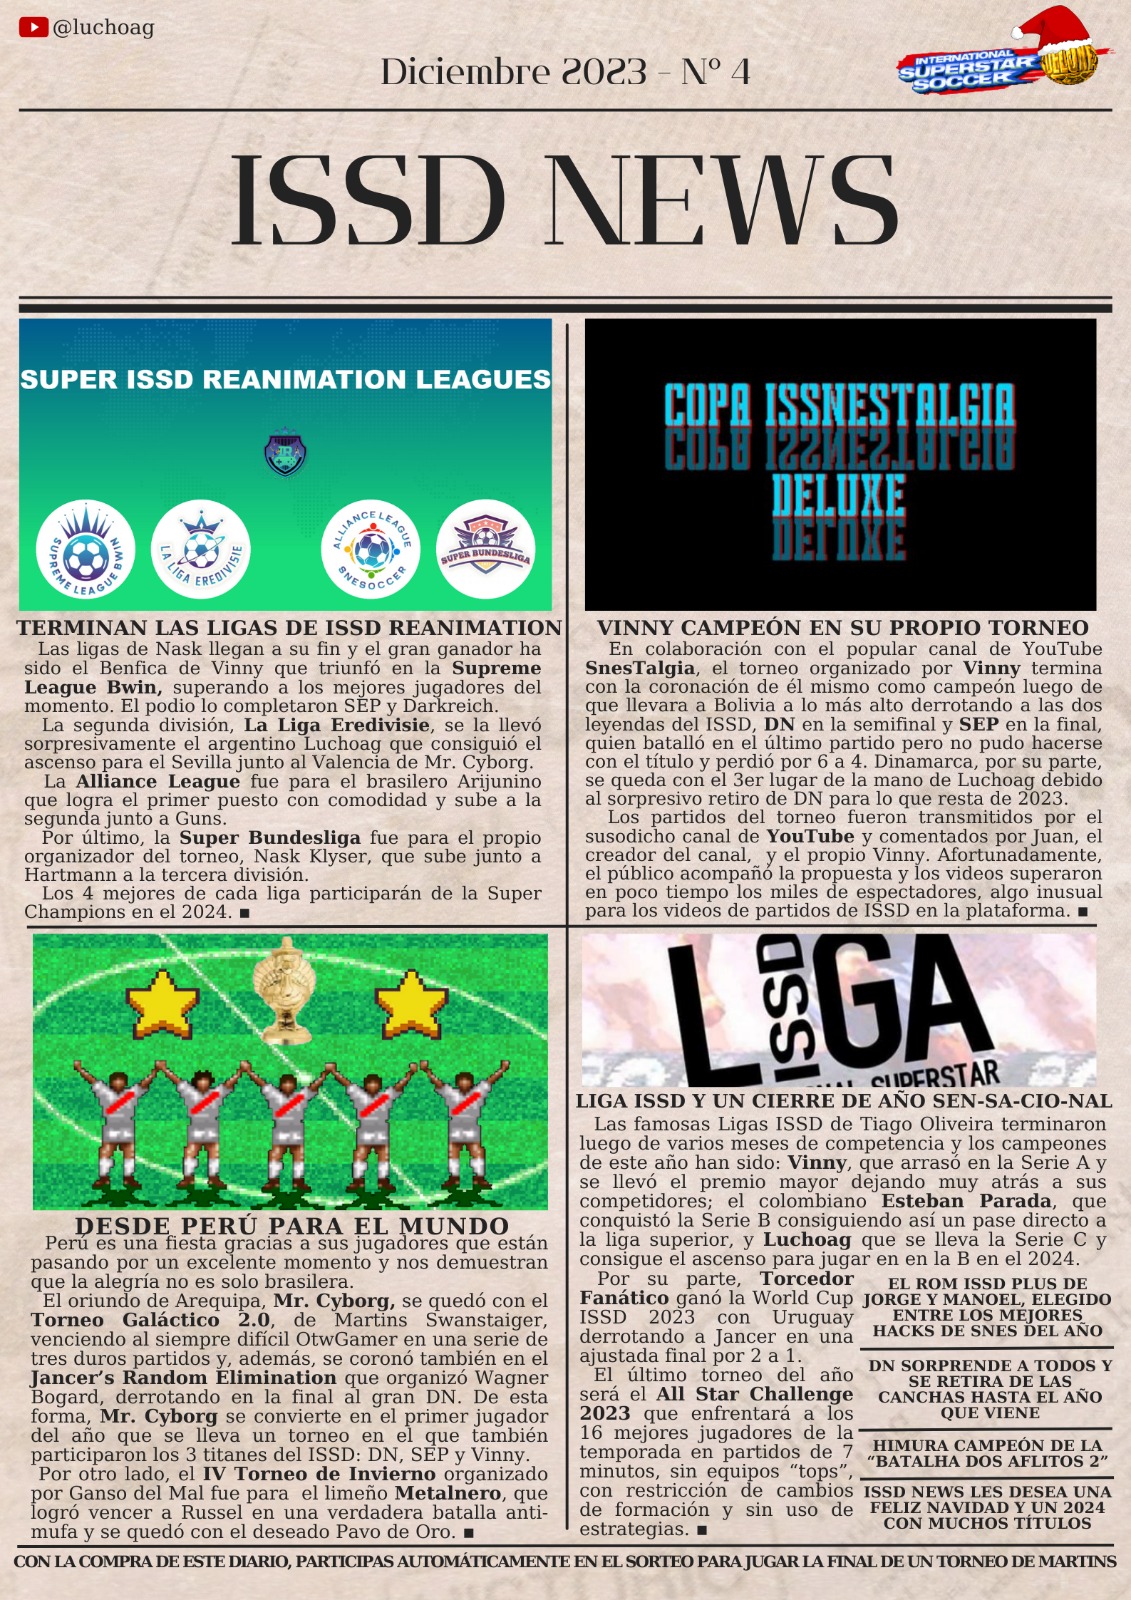 @luchoag
Diciembre 2023 - Nº 4
INTERNATIONAL
SUPERSTAR
SOCCER
DELUXE
ISSD NEWS
SUPER ISSD REANIMATION LEAGUES
SUPREME LEAGUE BWIN
LA LIGA EREDIVISIE
ALLIANCE LEAGUE
SNESOCCER
SUPER BUNDESLIGA
TERMINAN LAS LIGAS DE ISSD REANIMATION
Las ligas de Nask llegan a su fin y el gran ganador ha
sido el Benfica de Vinny que triunfó en la Supreme
League Bwin, superando a los mejores jugadores del
momento. El podio lo completaron SEP y Darkreich.
La segunda división, La Liga Eredivisie, se la llevó
sorpresivamente el argentino Luchoag que consiguió el
ascenso para el Sevilla junto al Valencia de Mr. Cyborg.
La Alliance League fue para el brasilero Arijunino
que logra el primer puesto con comodidad y sube a la
segunda junto a Guns.
Por último, la Super Bundesliga fue para el propio
organizador del torneo, Nask Klyser, que sube junto a
Hartmann a la tercera división.
Los 4 mejores de cada liga participarán de la Super
Champions en el 2024. ■
COPA ISSNESTALGIA
DELUXE
VINNY CAMPEÓN EN SU PROPIO TORNEO
En colaboración con el popular canal de YouTube
SnesTalgia, el torneo organizado por Vinny termina
con la coronación de él mismo como campeón luego de
que llevara a Bolivia a lo más alto derrotando a las dos
leyendas del ISSD, DN en la semifinal y SEP en la final,
quien batalló en el último partido pero no pudo hacerse
con el título y perdió por 6 a 4. Dinamarca, por su parte,
se queda con el 3er lugar de la mano de Luchoag debido
al sorpresivo retiro de DN para lo que resta de 2023.
Los partidos del torneo fueron transmitidos por el
susodicho canal de YouTube y comentados por Juan, el
creador del canal, y el propio Vinny. Afortunadamente,
el público acompañó la propuesta y los videos superaron
en poco tiempo los miles de espectadores, algo inusual
para los videos de partidos de ISSD en la plataforma. ■
DESDE PERÚ PARA EL MUNDO
Perú es una fiesta gracias a sus jugadores que están
pasando por un excelente momento y nos demuestran
que la alegría no es solo brasilera.
El oriundo de Arequipa, Mr. Cyborg, se quedó con el
Torneo Galáctico 2.0, de Martins Swanstaiger,
venciendo al siempre difícil OtwGamer en una serie de
tres duros partidos y, además, se coronó también en el
Jancer's Random Elimination que organizó Wagner
Bogard, derrotando en la final al gran DN. De esta
forma, Mr. Cyborg se convierte en el primer jugador
del año que se lleva un torneo en el que también
participaron los 3 titanes del ISSD: DN, SEP y Vinny.
Por otro lado, el IV Torneo de Invierno organizado
por Ganso del Mal fue para el limeño Metalnero, que
logró vencer a Russel en una verdadera batalla anti-
mufa y se quedó con el deseado Pavo de Oro. ■
LIGA
ISSD
SUPERSTAR
LIGA ISSD Y UN CIERRE DE AÑO SEN-SA-CIO-NAL
Las famosas Ligas ISSD de Tiago Oliveira terminaron
luego de varios meses de competencia y los campeones
de este año han sido: Vinny, que arrasó en la Serie A y
se llevó el premio mayor dejando muy atrás a sus
competidores; el colombiano Esteban Parada, que
conquistó la Serie B consiguiendo así un pase directo a
la liga superior, y Luchoag que se lleva la Serie C y
consigue el ascenso para jugar en en la B en el 2024.
Por su parte, Torcedor
Fanático ganó la World Cup
ISSD 2023 con Uruguay
derrotando a Jancer en una
ajustada final por 2 a 1.
El último torneo del año
será el All Star Challenge
2023 que enfrentará a los
16 mejores jugadores de la
temporada en partidos de 7
minutos, sin equipos “tops”,
con restricción de cambios
de formación y sin uso de
estrategias. ■
EL ROM ISSD PLUS DE
JORGE Y MANOEL, ELEGIDO
ENTRE LOS MEJORES
HACKS DE SNES DEL AÑO
DN SORPRENDE A TODOS Y
SE RETIRA DE LAS
CANCHAS HASTA EL AÑO
QUE VIENE
HIMURA CAMPEÓN DE LA
“BATALHA DOS AFLITOS 2”
ISSD NEWS LES DESEA UNA
FELIZ NAVIDAD Y UN 2024
CON MUCHOS TÍTULOS
CON LA COMPRA DE ESTE DIARIO, PARTICIPAS AUTOMÁTICAMENTE EN EL SORTEO PARA JUGAR LA FINAL DE UN TORNEO DE MARTINS